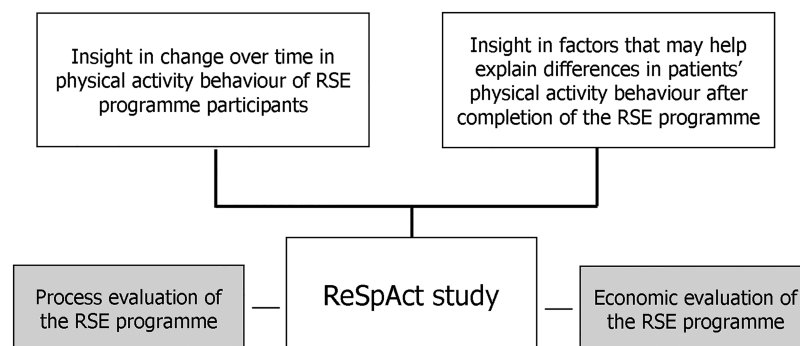 Insight in change over time in
physical activity behaviour of RSE
programme participants
Insight in factors that may help
explain differences in patients'
physical activity behaviour after
completion of the RSE programme
Process evaluation of
the RSE programme
ReSpAct study
Economic evaluation of
the RSE programme